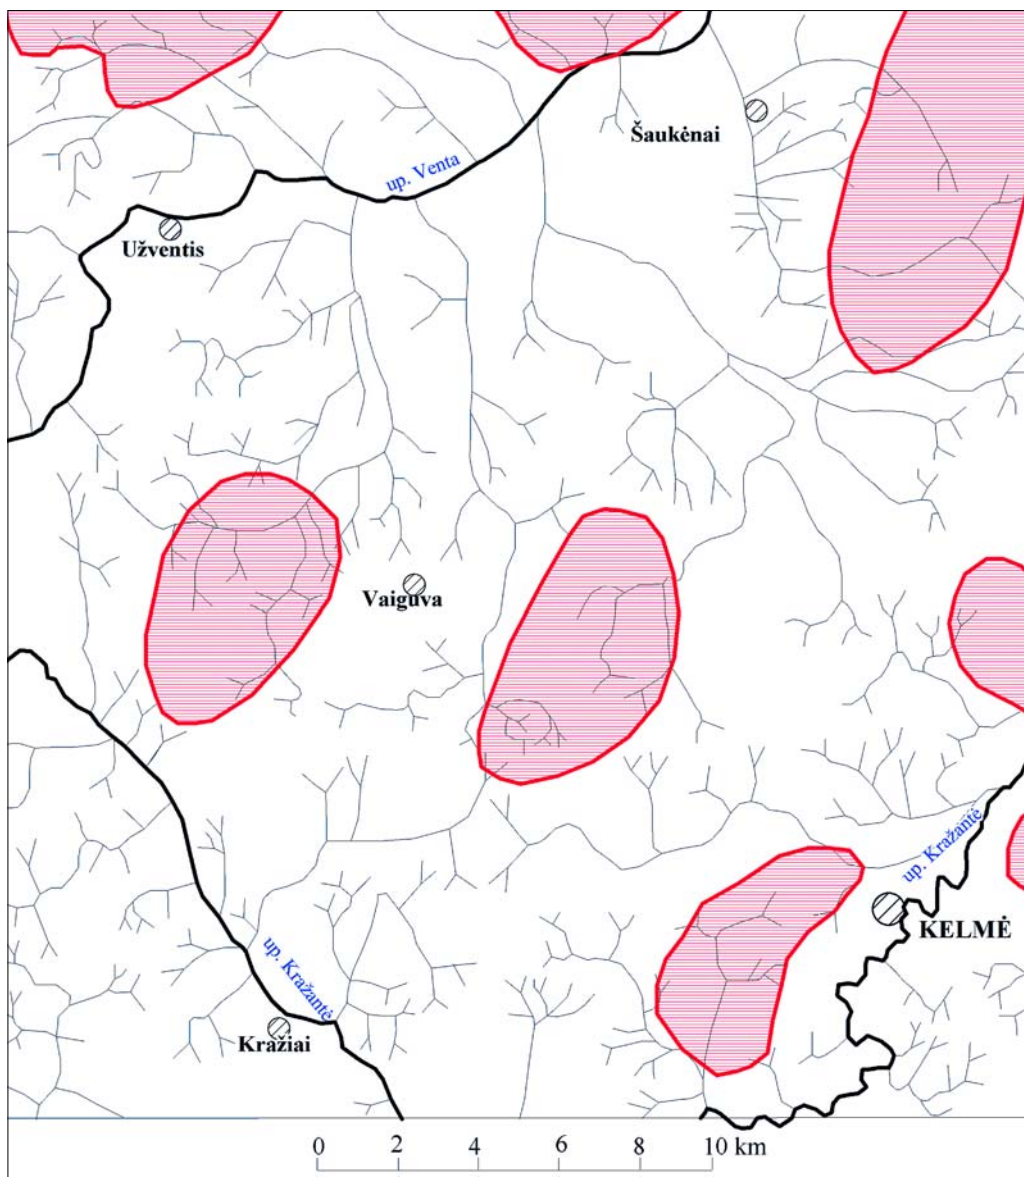 Šaukėnai
up. Venta
Užventis
Vaiguva
up. Kražantė
KELMĖ
up. Kražantė
Kražiai
0 2 4 6 8 10 km